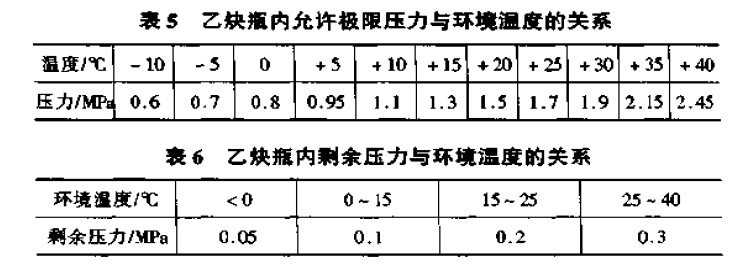 表 5 乙炔瓶内允许极限压力与环境温度的关系
温度/℃ -10 -5 0 +5 +10 +15 +20 +25 +30 +35 +40
压力/MPa 0.6 0.7 0.8 0.95 1.1 1.3 1.5 1.7 1.9 2.15 2.45
表 6 乙炔瓶内剩余压力与环境温度的关系
环境温度/℃ <0 0~15 15~25 25~40
剩余压力/MPa 0.05 0.1 0.2 0.3